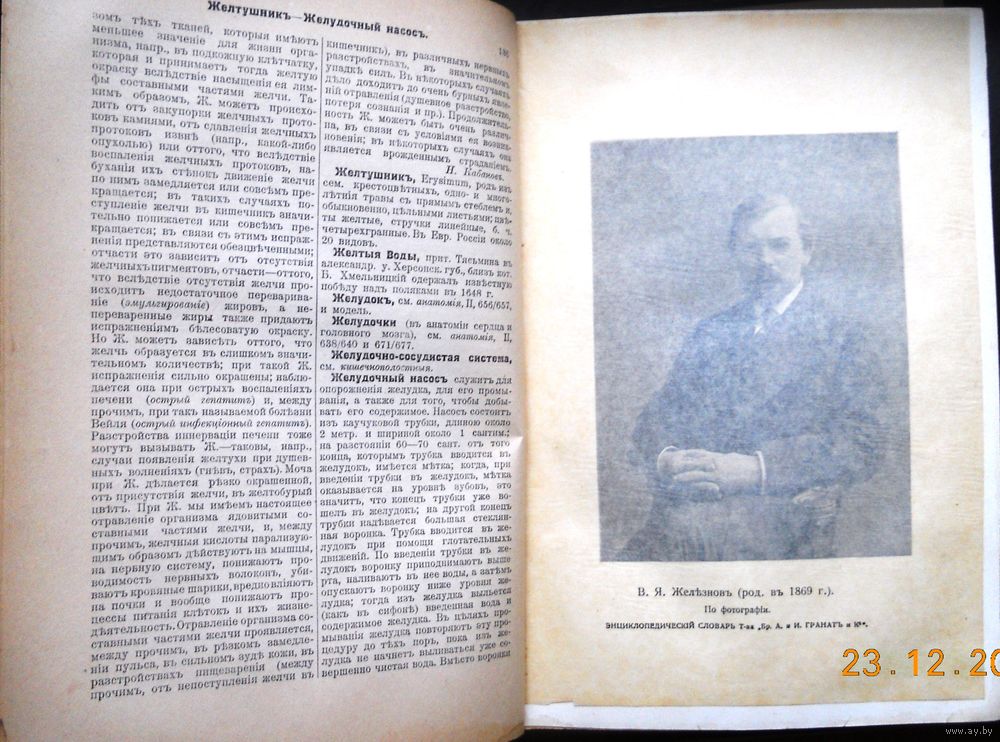 Желтушникъ—Желудочный насосъ.
186
зомъ тѣхъ тканей, которыя имѣютъ
меньшее значеніе для жизни орга-
низма, напр., въ подкожную клѣтчатку,
которая и принимаетъ тогда желтую
окраску вслѣдствіе насыщенія ея лим-
фы составными частями желчи. Та-
кимъ образомъ, Ж. можетъ происхо-
дить отъ закупорки желчныхъ прото-
ковъ камнями, отъ сдавленія желчныхъ
протоковъ извнѣ (напр., какой-либо
опухолью) или оттого, что вслѣдствіе
воспаленія желчныхъ протоковъ, на-
буханія ихъ стѣнокъ движеніе желчи
по нимъ замедляется или совсѣмъ пре-
кращается; въ такихъ случаяхъ по-
ступленіе желчи въ кишечникъ значи-
тельно понижается или совсѣмъ пре-
кращается; въ связи съ этимъ испраж-
ненія представляются обезцвѣченными;
отчасти это зависитъ отъ отсутствія
желчныхъ пигментовъ, отчасти—оттого,
что вслѣдствіе отсутствія желчи про-
исходитъ недостаточное перевариваніе
(эмульгированіе) жировъ, а не-
переваренные жиры также придаютъ
испражненіямъ бѣлесоватую окраску.
Но Ж. можетъ зависѣть оттого, что
желчь образуется въ слишкомъ значи-
тельномъ количествѣ; при такой Ж.
испражненія сильно окрашены; наблю-
дается она при острыхъ воспаленіяхъ
печени (острый гепатитъ) и, между
прочимъ, при такъ называемой болѣзни
Вейля (острый инфекціонный гепатитъ).
Разстройства иннерваціи печени тоже
могутъ вызывать Ж.—таковы, напр.,
случаи появленія желтухи при душев-
ныхъ волненіяхъ (гнѣвъ, страхъ). Моча
при Ж. дѣлается рѣзко окрашенной,
отъ присутствія желчи, въ желтобурый
цвѣтъ. При Ж. мы имѣемъ настоящее
отравленіе организма ядовитыми со-
ставными частями желчи, и, между
прочимъ, желчныя кислоты парализую-
щимъ образомъ дѣйствуютъ на мышцы,
на нервную систему, понижаютъ про-
водимость нервныхъ волоконъ, уби-
ваютъ кровяные шарики, вредно вліяютъ
на почки и вообще понижаютъ про-
цессы питанія клѣтокъ и ихъ жизне-
дѣятельность. Отравленіе организма со-
ставными частями желчи проявляется,
между прочимъ, въ рѣзкомъ замедле-
ніи пульса, въ сильномъ зудѣ кожи, въ
разстройствахъ пищеваренія (между
прочимъ, отъ непоступленія желчи въ
кишечникъ), въ различныхъ нервныхъ
разстройствахъ, въ значительномъ
упадкѣ силъ. Въ нѣкоторыхъ случаяхъ
дѣло доходитъ до очень бурныхъ явле-
ній отравленія (душевное разстройство,
потеря сознанія и пр.). Продолжитель-
ность Ж. можетъ быть очень различ-
на, въ связи съ условіями ея возник-
новенія; въ нѣкоторыхъ случаяхъ она
является врожденнымъ страданіемъ.
Н. Кабановъ.
Желтушникъ, Erysimum, родъ изъ
сем. крестоцвѣтныхъ, одно- и много-
лѣтнія травы съ прямымъ стеблемъ и,
обыкновенно, цѣльными листьями; цвѣ-
ты желтые, стручки линейные, б. ч.
четырехгранные. Въ Евр. Россіи около
20 видовъ.
Желтыя Воды, прит. Тясьмина въ
александр. у. Херсонск. губ., близъ кот.
Б. Хмельницкій одержалъ извѣстную
побѣду надъ поляками въ 1648 г.
Желудокъ, см. анатомія, II, 656/657,
и модель.
Желудочки (въ анатоміи сердца и
головного мозга), см. анатомія, II,
638/640 и 671/677.
Желудочно-сосудистая система,
см. кишечнополостныя.
Желудочный насосъ служитъ для
опорожненія желудка, для его промы-
ванія, а также для того, чтобы добы-
вать его содержимое. Насосъ состоитъ
изъ каучуковой трубки, длиною около
2 метр. и шириной около 1 сантим.;
на разстояніи 60—70 сант. отъ того
конца, которымъ трубка вводится въ
желудокъ, имѣется мѣтка; когда, при
введеніи трубки въ желудокъ, мѣтка
оказывается на уровнѣ зубовъ, это
значитъ, что конецъ трубки уже во-
шелъ въ желудокъ; на другой конецъ
трубки надѣвается большая стеклян-
ная воронка. Трубка вводится въ же-
лудокъ при помощи глотательныхъ
движеній. По введеніи трубки въ же-
лудокъ воронку приподнимаютъ выше
рта, наливаютъ въ нее воды, а затѣмъ
опускаютъ воронку ниже уровня же-
лудка; тогда изъ желудка выльется
(какъ въ сифонѣ) введенная вода и
содержимое желудка. Въ цѣляхъ про-
мыванія желудка повторяютъ эту про-
цедуру до тѣхъ поръ, пока изъ же-
лудка не начнетъ выливаться уже со-
вершенно чистая вода. Вмѣсто воронки
В. Я. Желѣзновъ (род. въ 1869 г.).
По фотографіи.
ЭНЦИКЛОПЕДИЧЕСКІЙ СЛОВАРЬ Т-ва „Бр. А. и И. ГРАНАТЪ и К°“.
23.12.20
www.ay.by